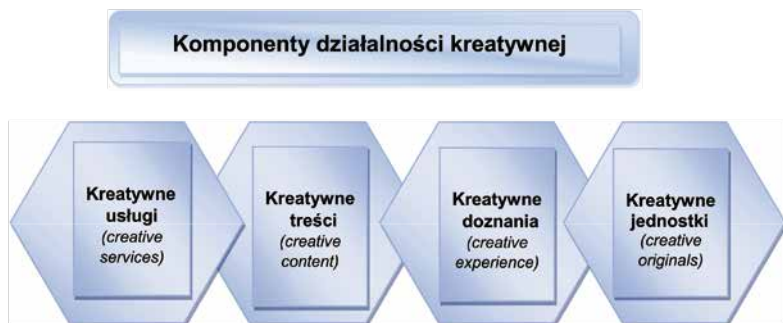 Komponenty działalności kreatywnej
Kreatywne
usługi
(creative
services)
Kreatywne
treści
(creative
content)
Kreatywne
doznania
(creative
experience)
Kreatywne
jednostki
(creative
originals)